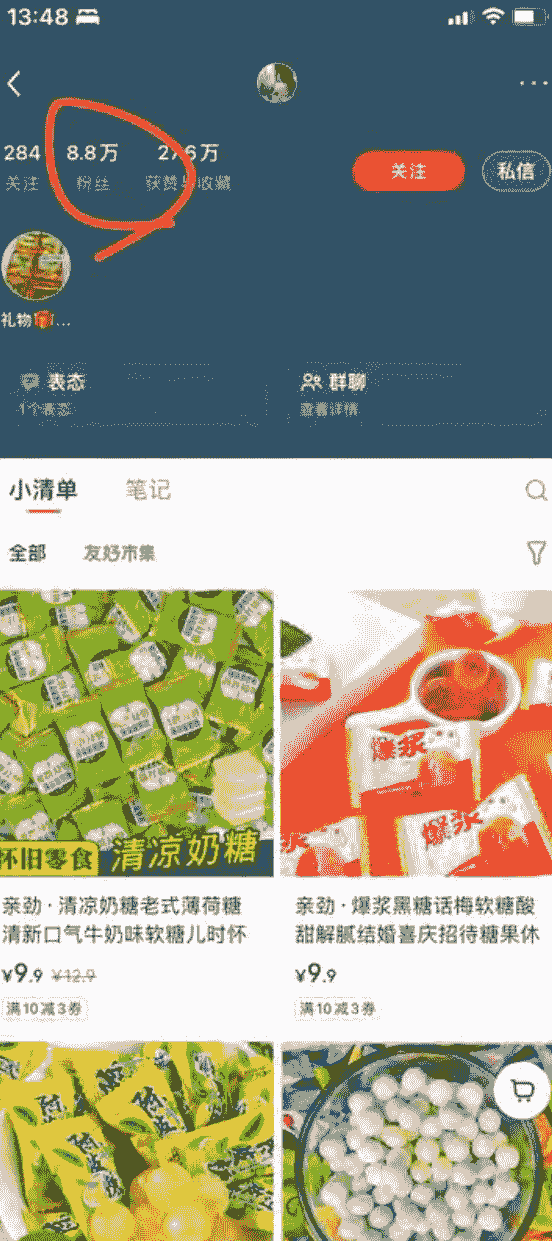 13:48
284 8.8万 276万
关注 粉丝 获赞与收藏
关注
私信
礼物...
表态
1个表态
群聊
查看详情
小清单 笔记
全部 友好市集
怀旧零食 清凉奶糖
爆浆
爆浆
亲劲·清凉奶糖老式薄荷糖
清新口气牛奶味软糖儿时怀
¥9.9 ¥12.9
满10减3券
亲劲·爆浆黑糖话梅软糖酸
甜解腻结婚喜庆招待糖果休
¥9.9
满10减3券